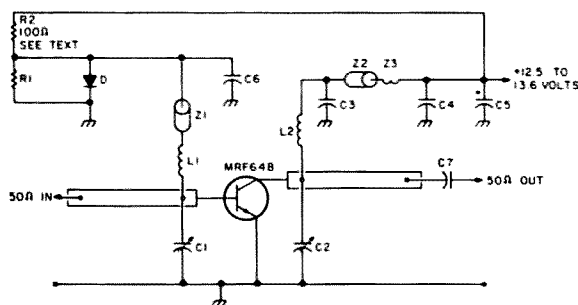 R2
100Ω
SEE TEXT
R1
D
C6
Z1
L1
MRF648
50Ω IN
C1
Z2
Z3
C3
C4
C5
+12.5 TO
13.6 VOLTS
L2
C7
50Ω OUT
C2